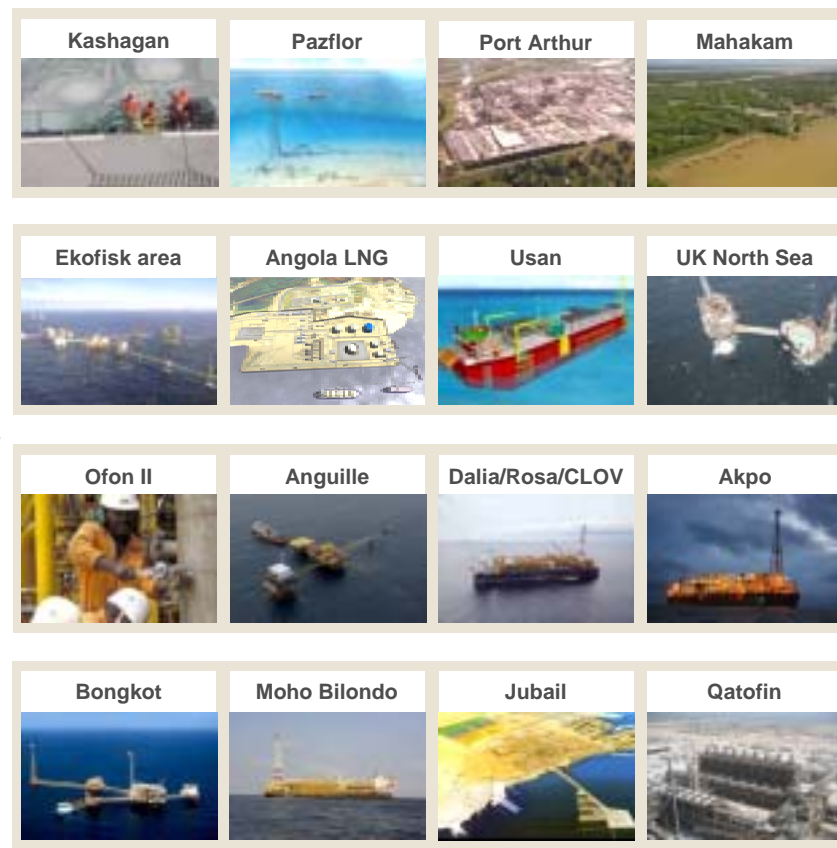 Kashagan
Pazflor
Port Arthur
Mahakam
Ekofisk area
Angola LNG
Usan
UK North Sea
Ofon II
Anguille
Dalia/Rosa/CLOV
Akpo
Bongkot
Moho Bilondo
Jubail
Qatofin